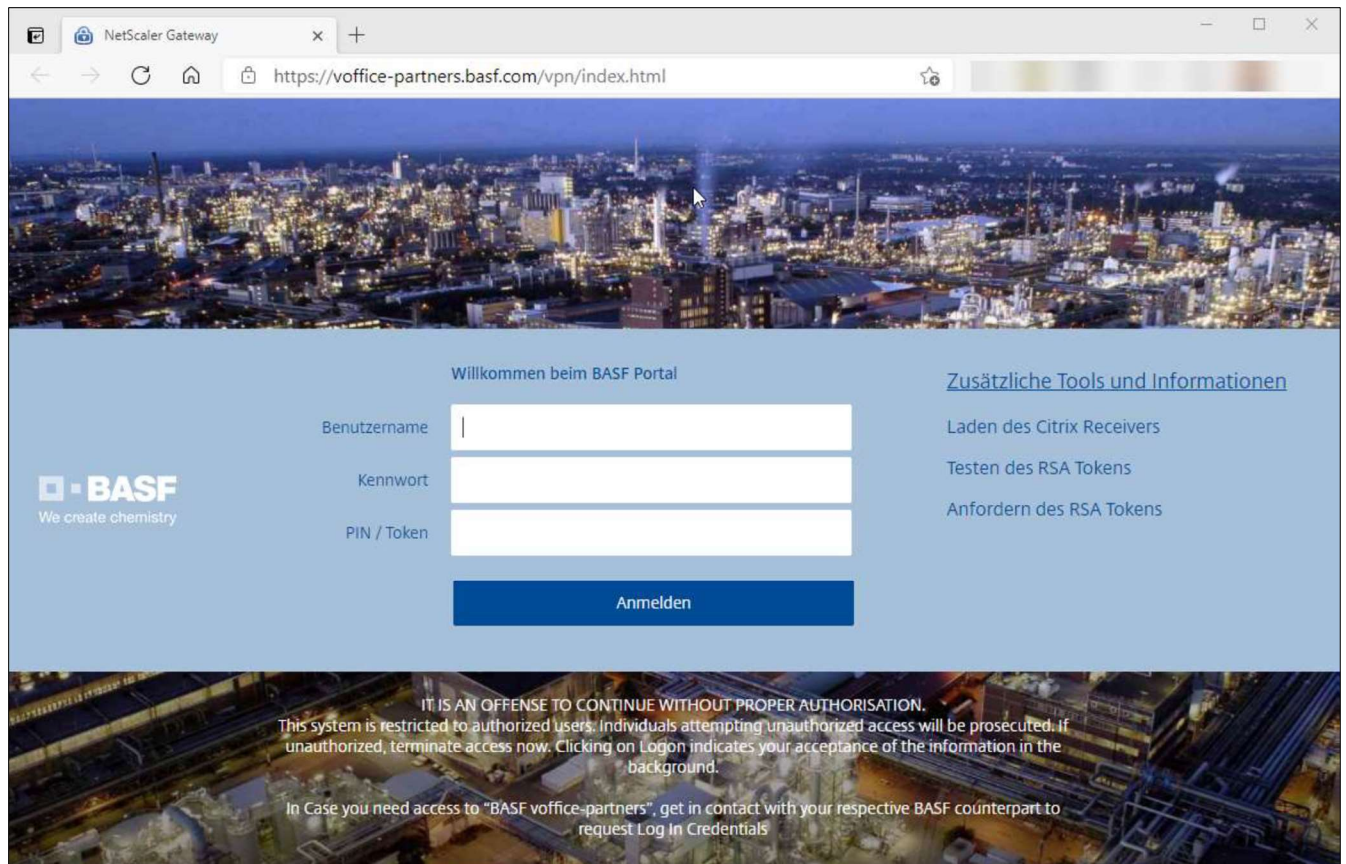 NetScaler Gateway
https://voffice-partners.basf.com/vpn/index.html
Willkommen beim BASF Portal
Zusätzliche Tools und Informationen
Benutzername
Laden des Citrix Receivers
Kennwort
Testen des RSA Tokens
BASF
We create chemistry
Anfordern des RSA Tokens
PIN / Token
Anmelden
IT IS AN OFFENSE TO CONTINUE WITHOUT PROPER AUTHORISATION.
This system is restricted to authorized users. Individuals attempting unauthorized access will be prosecuted. If
unauthorized, terminate access now. Clicking on Logon indicates your acceptance of the information in the
background.
In Case you need access to "BASF voffice-partners", get in contact with your respective BASF counterpart to
request Log In Credentials